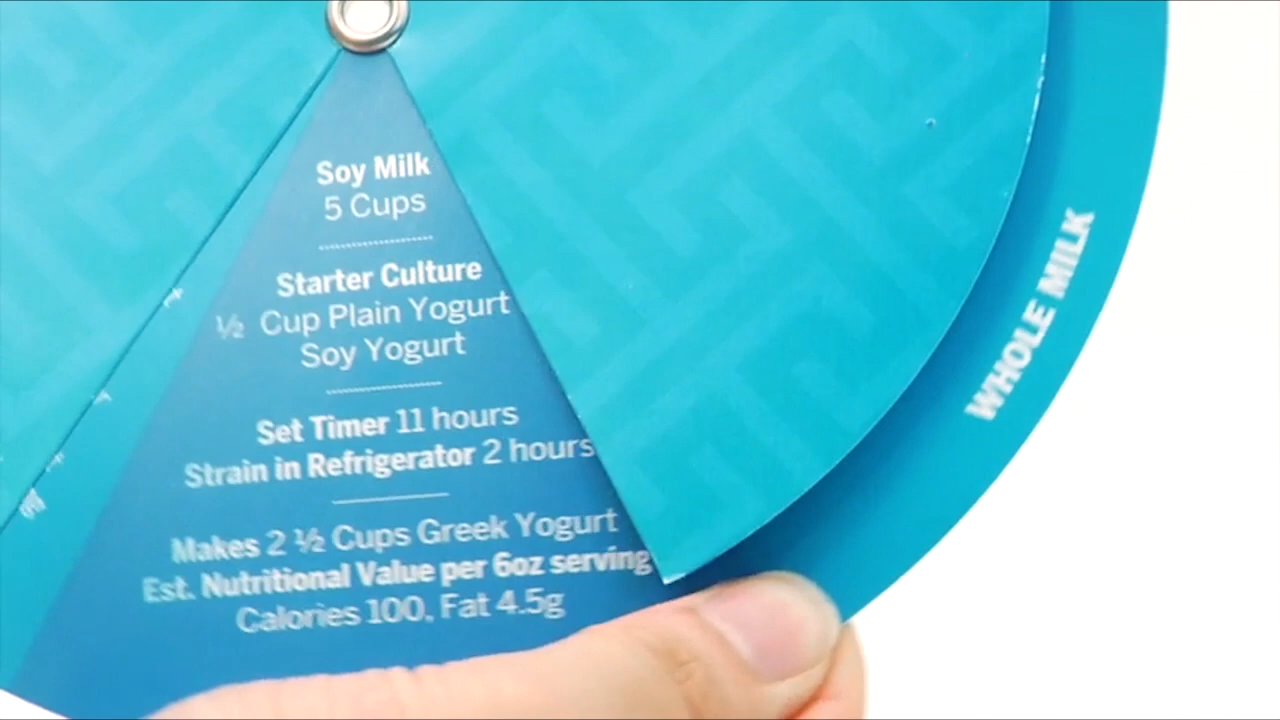 Soy Milk
5 Cups
Starter Culture
½ Cup Plain Yogurt
Soy Yogurt
Set Timer 11 hours
Strain in Refrigerator 2 hours
Makes 2 ½ Cups Greek Yogurt
Est. Nutritional Value per 6oz serving
Calories 100, Fat 4.5g
WHOLE MILK